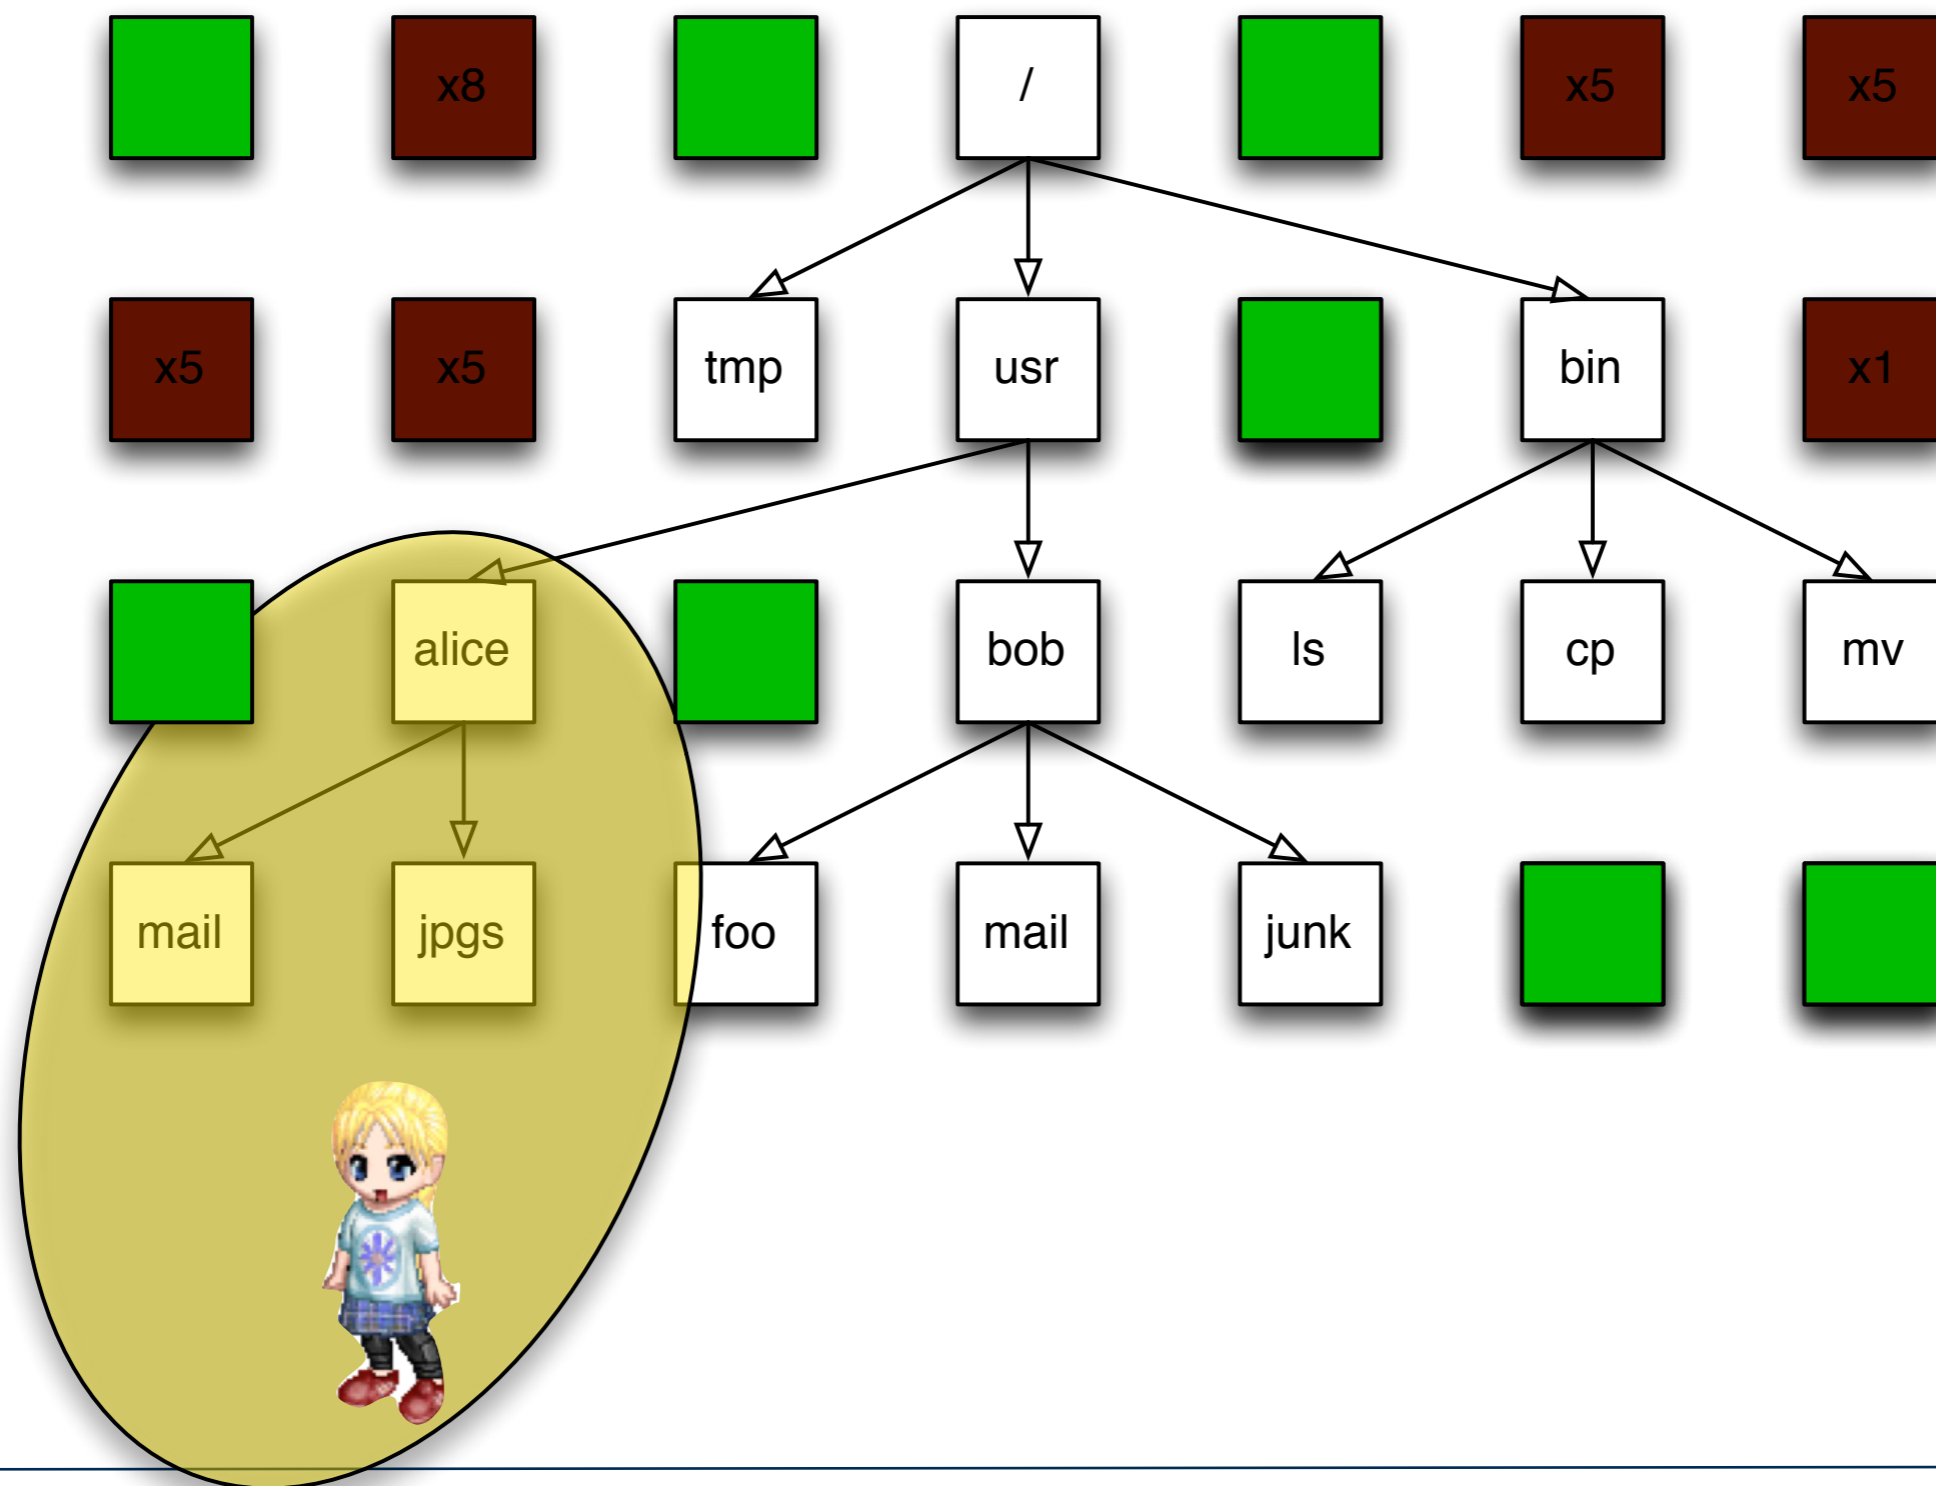 x8 / x5 x5
x5 x5 tmp usr bin x1
alice bob ls cp mv
mail jpgs foo mail junk